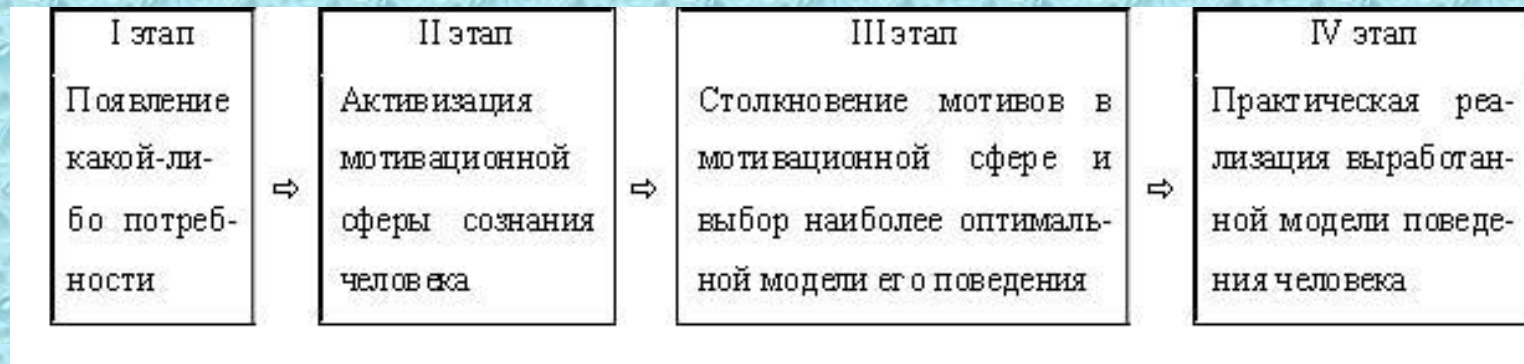 I этап
Появление
какой-ли-
бо потреб-
ности
⇨
II этап
Активизация
мотивационной
сферы сознания
человека
⇨
III этап
Столкновение мотивов в
мотивационной сфере и
выбор наиболее оптималь-
ной модели его поведения
⇨
IV этап
Практическая реа-
лизация выработан-
ной модели поведе-
ния человека